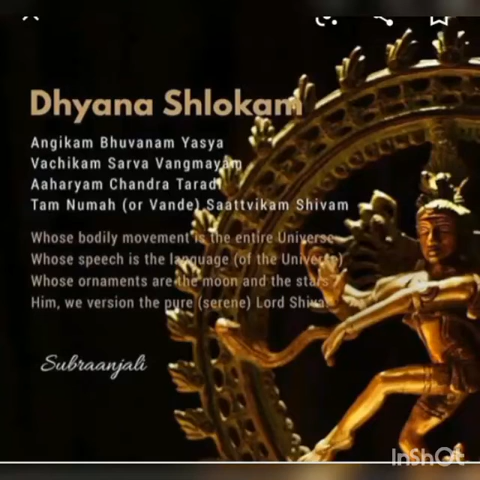 Dhyana Shlokam
Angikam Bhuvanam Yasya
Vachikam Sarva Vangmayam
Aaharyam Chandra Taradi
Tam Numah (or Vande) Saattvikam Shivam
Whose bodily movement is the entire Universe
Whose speech is the language (of the Universe)
Whose ornaments are the moon and the stars
Him, we version the pure (serene) Lord Shiva.
Subraanjali
InShOt